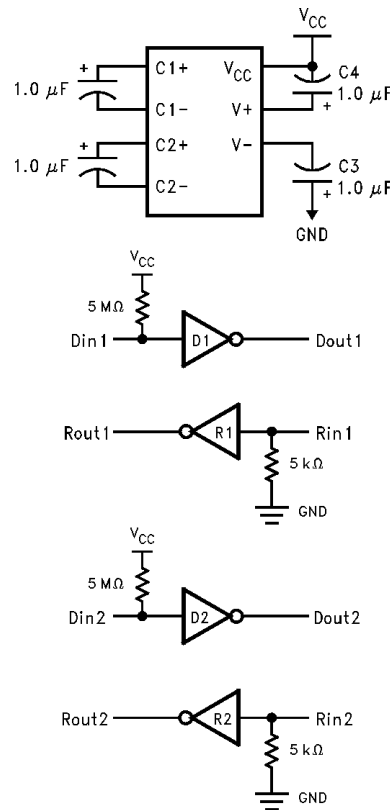 V_CC
C1+ V_CC C4
1.0 μF + 1.0 μF
C1− V+ +
C2+ V−
1.0 μF + C3
C2− 1.0 μF
+
GND
V_CC
5 MΩ
Din1 D1 Dout1
Rout1 R1 Rin1
5 kΩ
GND
V_CC
5 MΩ
Din2 D2 Dout2
Rout2 R2 Rin2
5 kΩ
GND